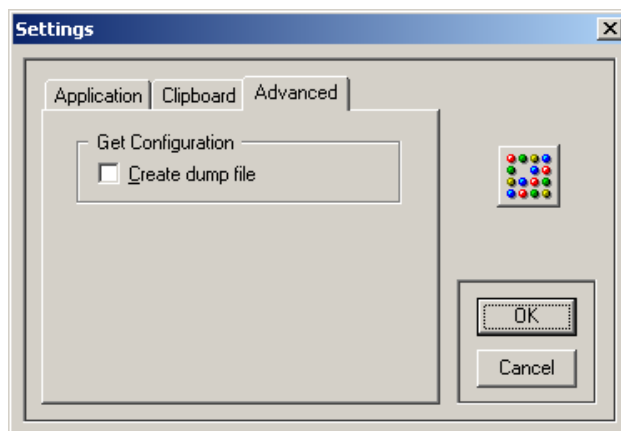 Settings
Application Clipboard Advanced
Get Configuration
Create dump file
OK
Cancel